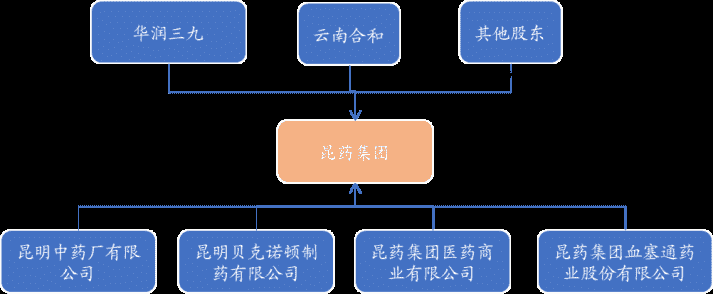 华润三九
云南合和
其他股东
昆药集团
昆明中药厂有限
公司
昆明贝克诺顿制
药有限公司
昆药集团医药商
业有限公司
昆药集团血塞通药
业股份有限公司